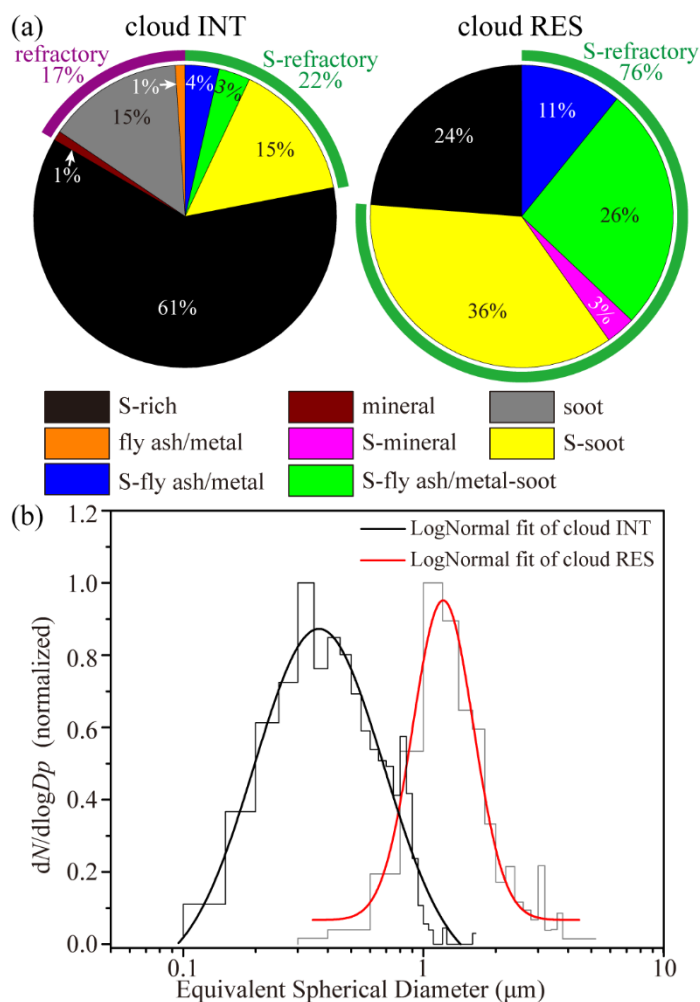 (a) cloud INT cloud RES
refractory
17%
S-refractory
22%
S-refractory
76%
1%
4%
3%
15%
15%
1%
61%
24%
11%
26%
36%
3%
S-rich mineral soot
fly ash/metal S-mineral S-soot
S-fly ash/metal S-fly ash/metal-soot
(b)
1.2
1.0
0.8
0.6
0.4
0.2
0.0
dN/dlogDp (normalized)
LogNormal fit of cloud INT
LogNormal fit of cloud RES
0.1 1 10
Equivalent Spherical Diameter (μm)